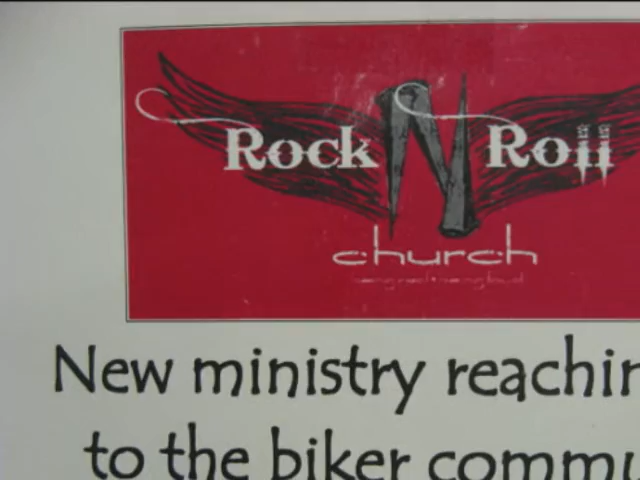 Rock N Roll
church
New ministry reachin
to the biker commu